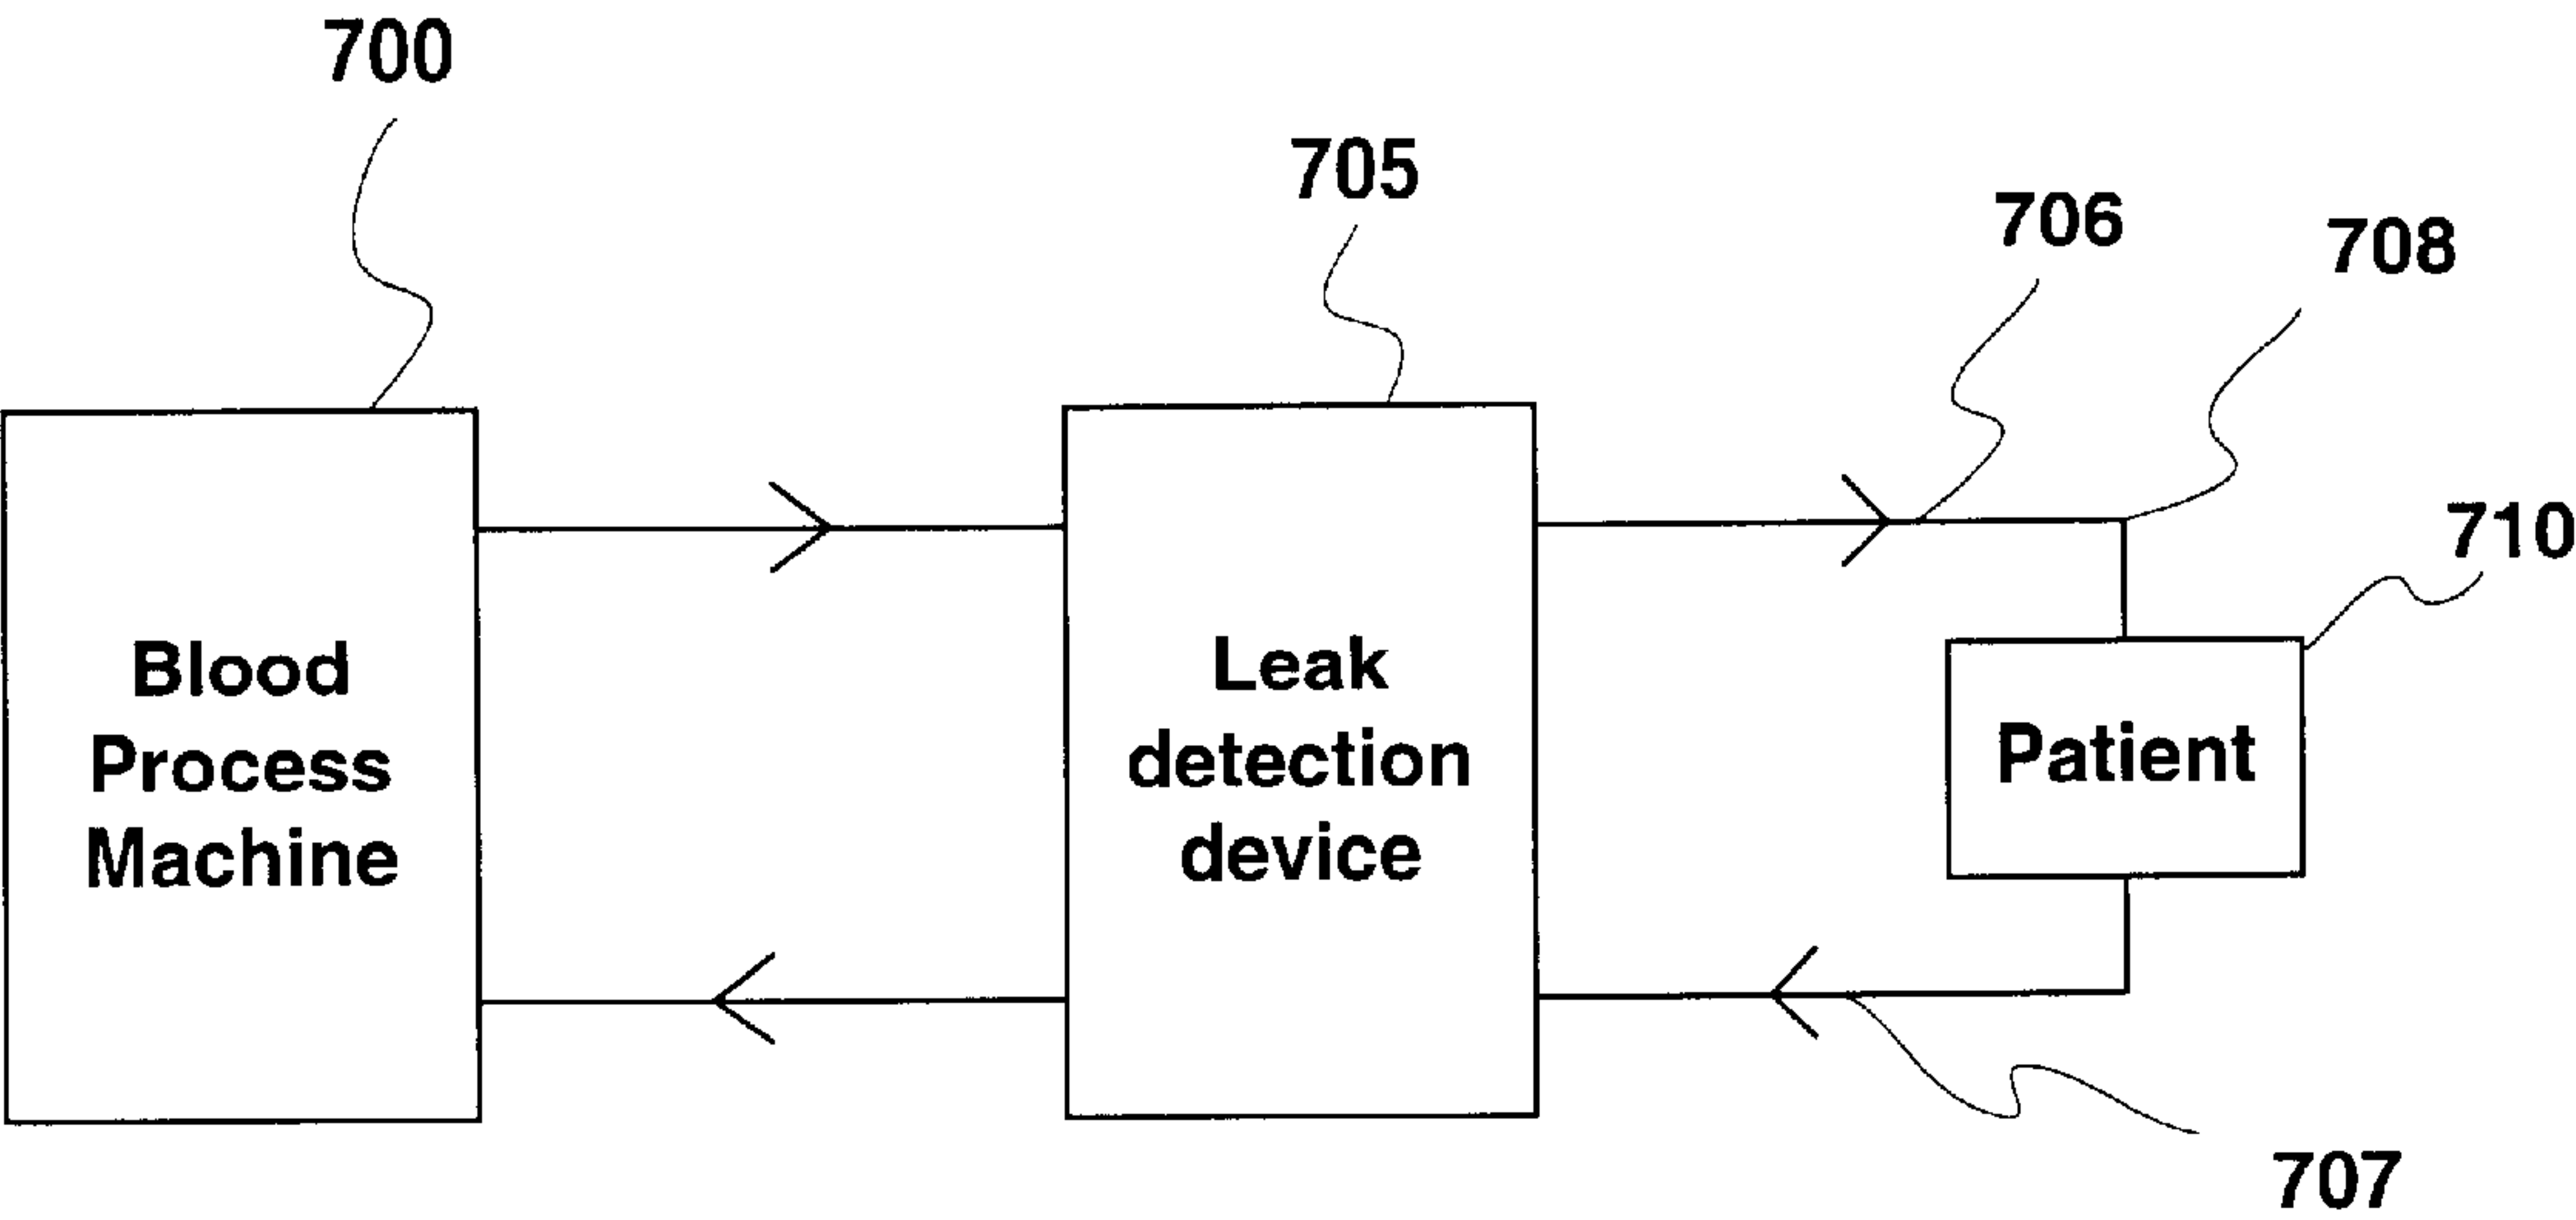 700
705
706
708
710
Blood
Process
Machine
Leak
detection
device
Patient
707